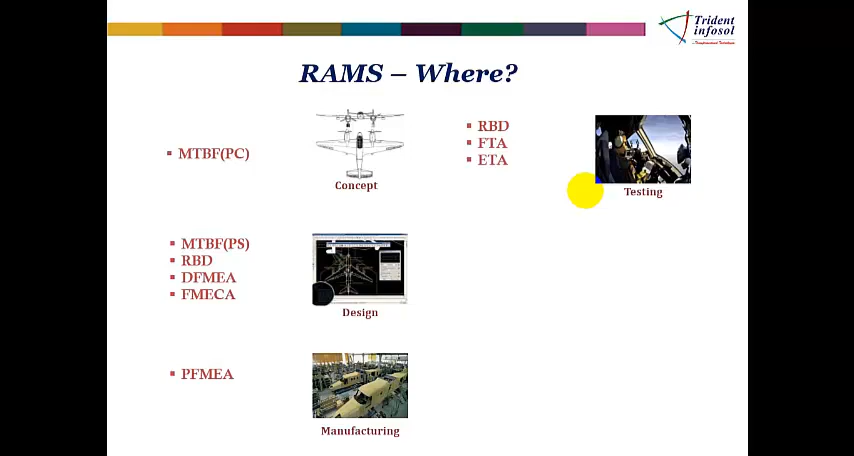 Trident
infosol
RAMS – Where?
MTBF(PC)
Concept
RBD
FTA
ETA
Testing
MTBF(PS)
RBD
DFMEA
FMECA
Design
PFMEA
Manufacturing